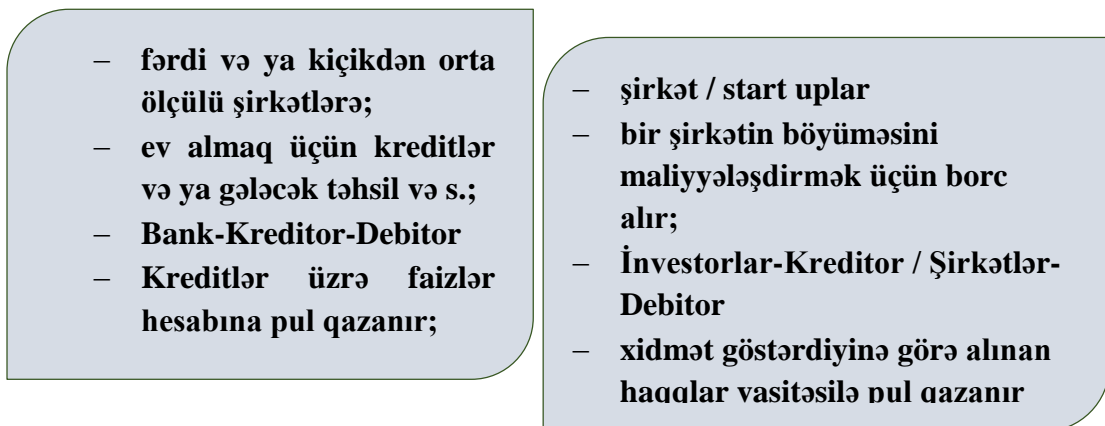 – fərdi və ya kiçikdən orta
ölçülü şirkətlərə;
– ev almaq üçün kreditlər
və ya gələcək təhsil və s.;
– Bank-Kreditor-Debitor
– Kreditlər üzrə faizlər
hesabına pul qazanır;
– şirkət / start uplar
– bir şirkətin böyüməsini
maliyyələşdirmək üçün borc
alır;
– İnvestorlar-Kreditor / Şirkətlər-
Debitor
– xidmət göstərdiyinə görə alınan
haqqlar vasitəsilə pul qazanır